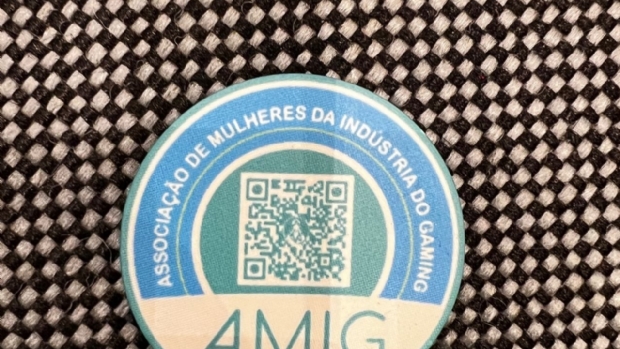 ASSOCIAÇÃO DE MULHERES DA INDÚSTRIA DO GAMING
AMIG